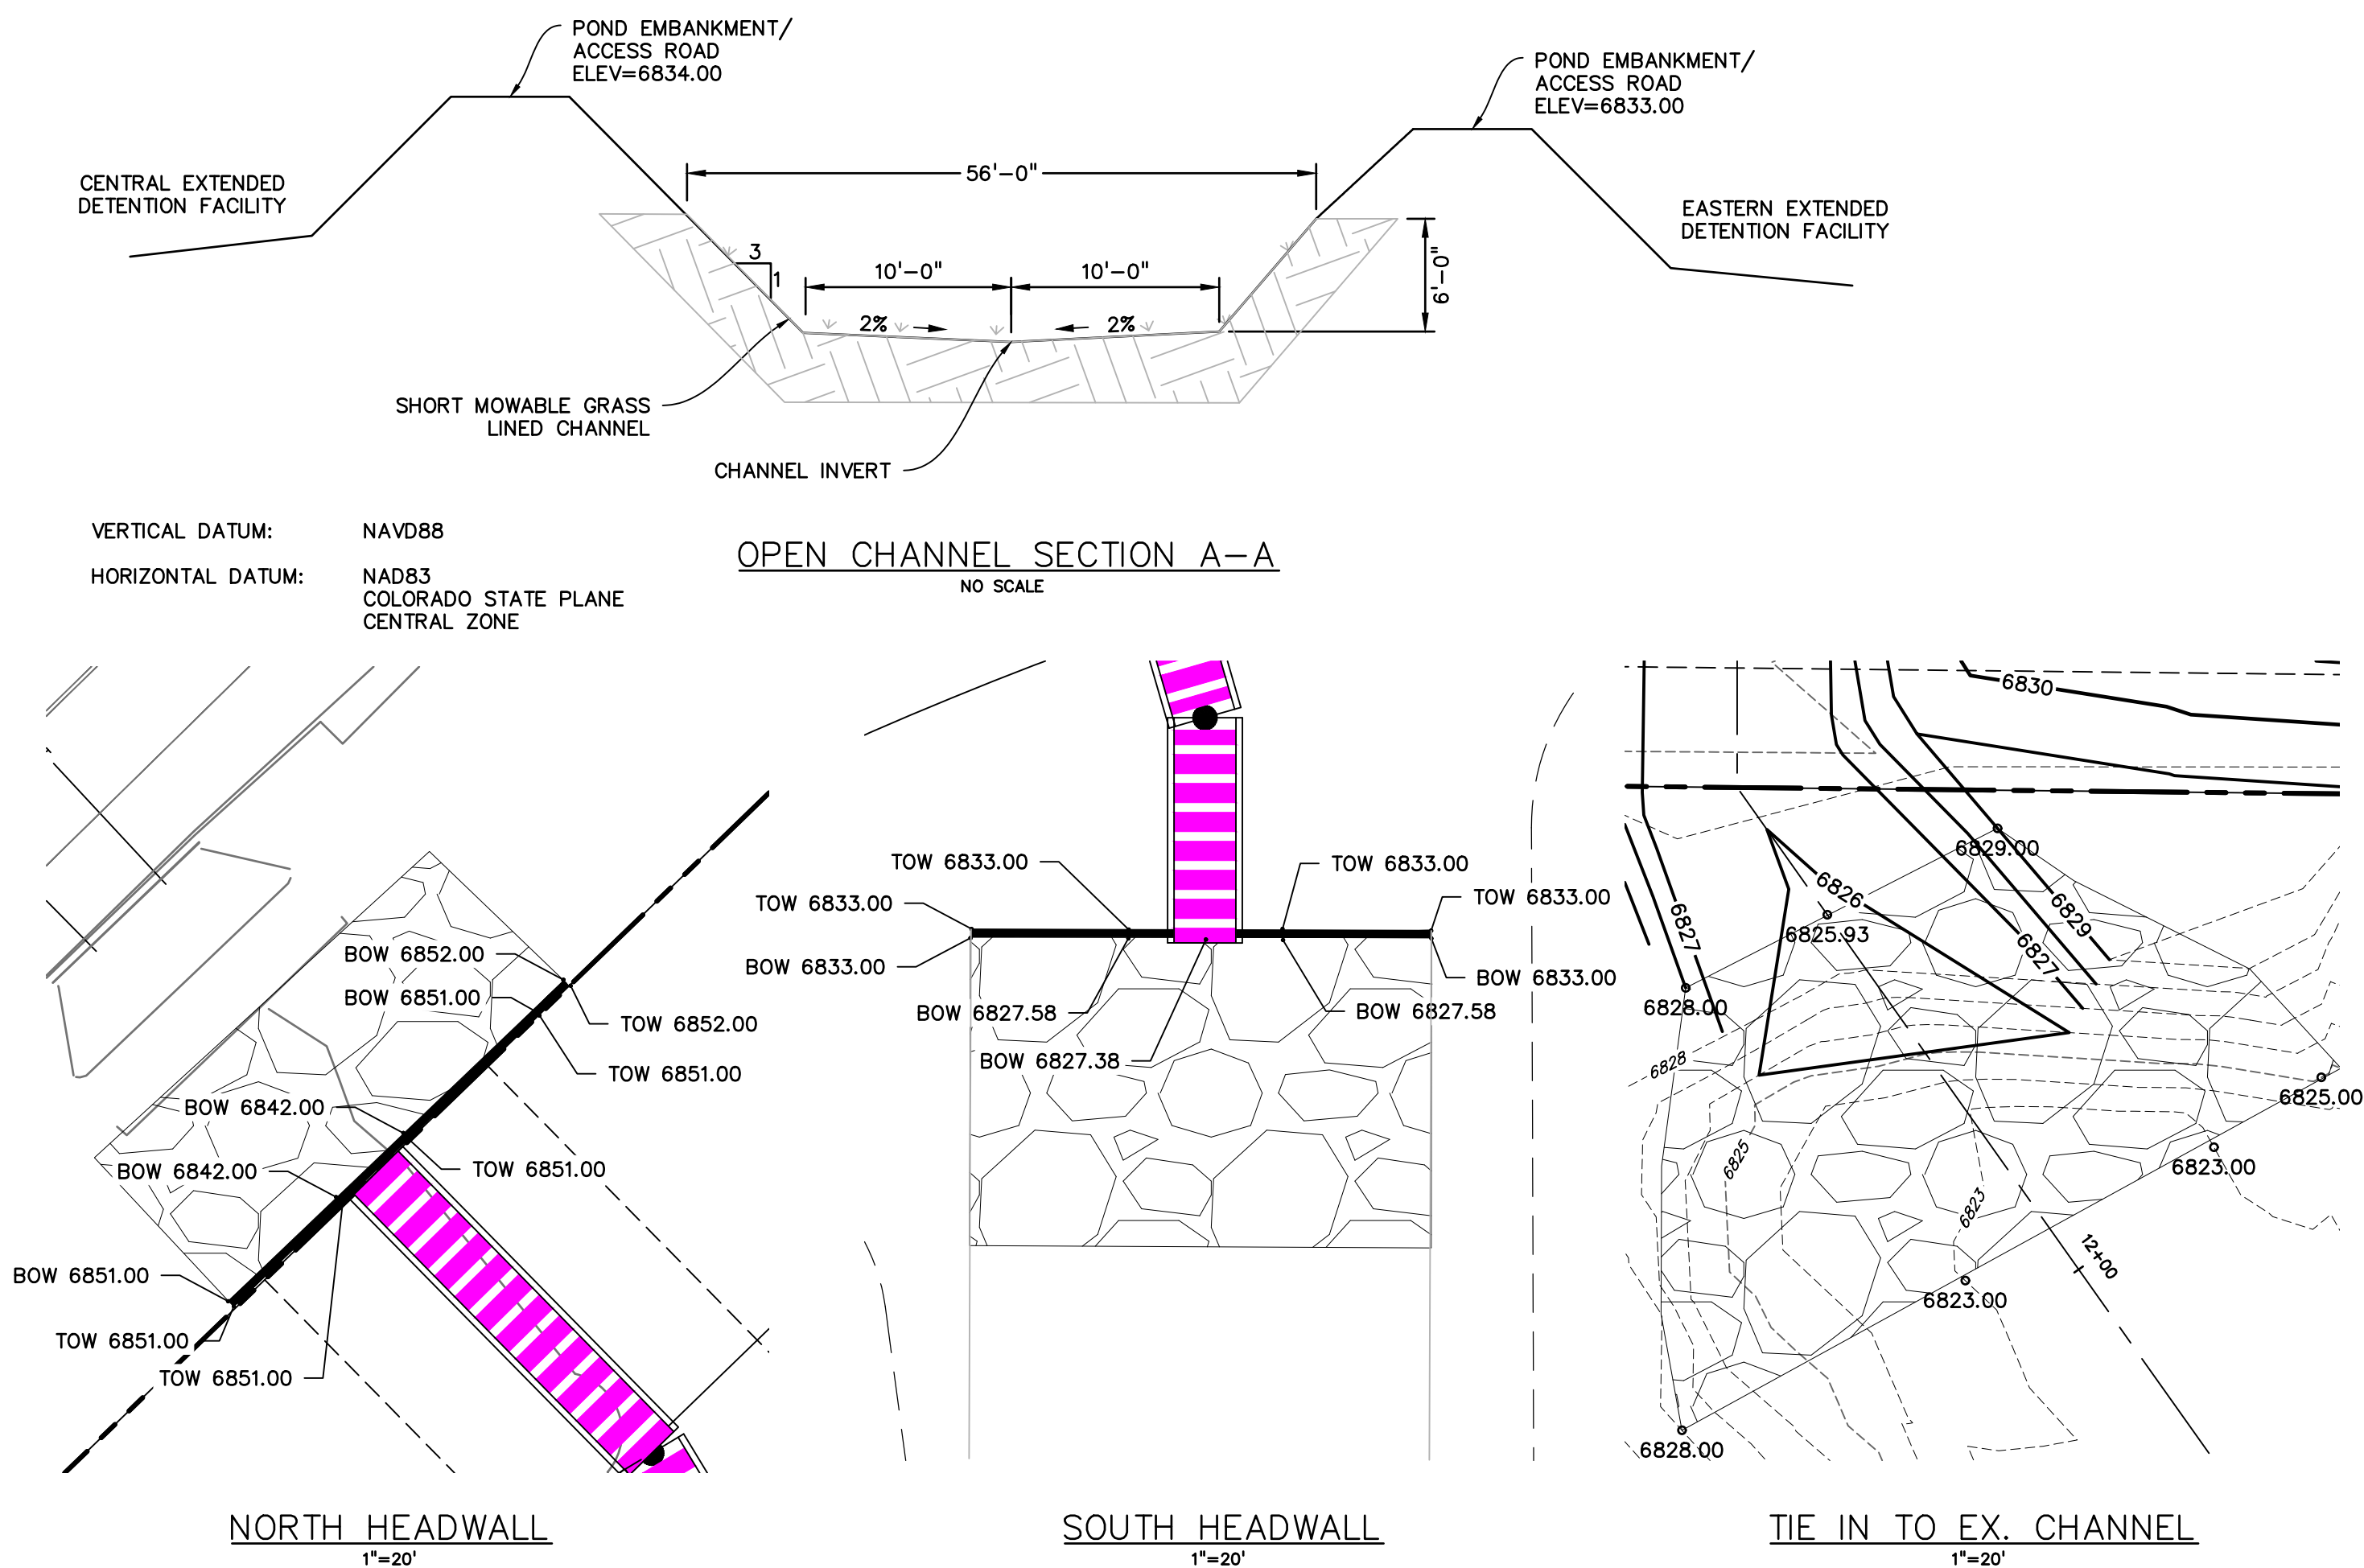 POND EMBANKMENT/
ACCESS ROAD
ELEV=6834.00
POND EMBANKMENT/
ACCESS ROAD
ELEV=6833.00
CENTRAL EXTENDED
DETENTION FACILITY
56'-0"
EASTERN EXTENDED
DETENTION FACILITY
3
1
10'-0"
10'-0"
6'-0"
2%
2%
SHORT MOWABLE GRASS
LINED CHANNEL
CHANNEL INVERT
VERTICAL DATUM: NAVD88
HORIZONTAL DATUM: NAD83
COLORADO STATE PLANE
CENTRAL ZONE
OPEN CHANNEL SECTION A-A
NO SCALE
BOW 6852.00
BOW 6851.00
TOW 6852.00
TOW 6851.00
BOW 6842.00
TOW 6851.00
BOW 6842.00
BOW 6851.00
TOW 6851.00
TOW 6851.00
NORTH HEADWALL
1"=20'
TOW 6833.00
TOW 6833.00
TOW 6833.00
TOW 6833.00
BOW 6833.00
BOW 6833.00
BOW 6827.58
BOW 6827.58
BOW 6827.38
SOUTH HEADWALL
1"=20'
6830
6829.00
6826
6829
6827
6825.93
6827
6828.00
6828
6825.00
6825
6823.00
6823
12+00
6823.00
6828.00
TIE IN TO EX. CHANNEL
1"=20'